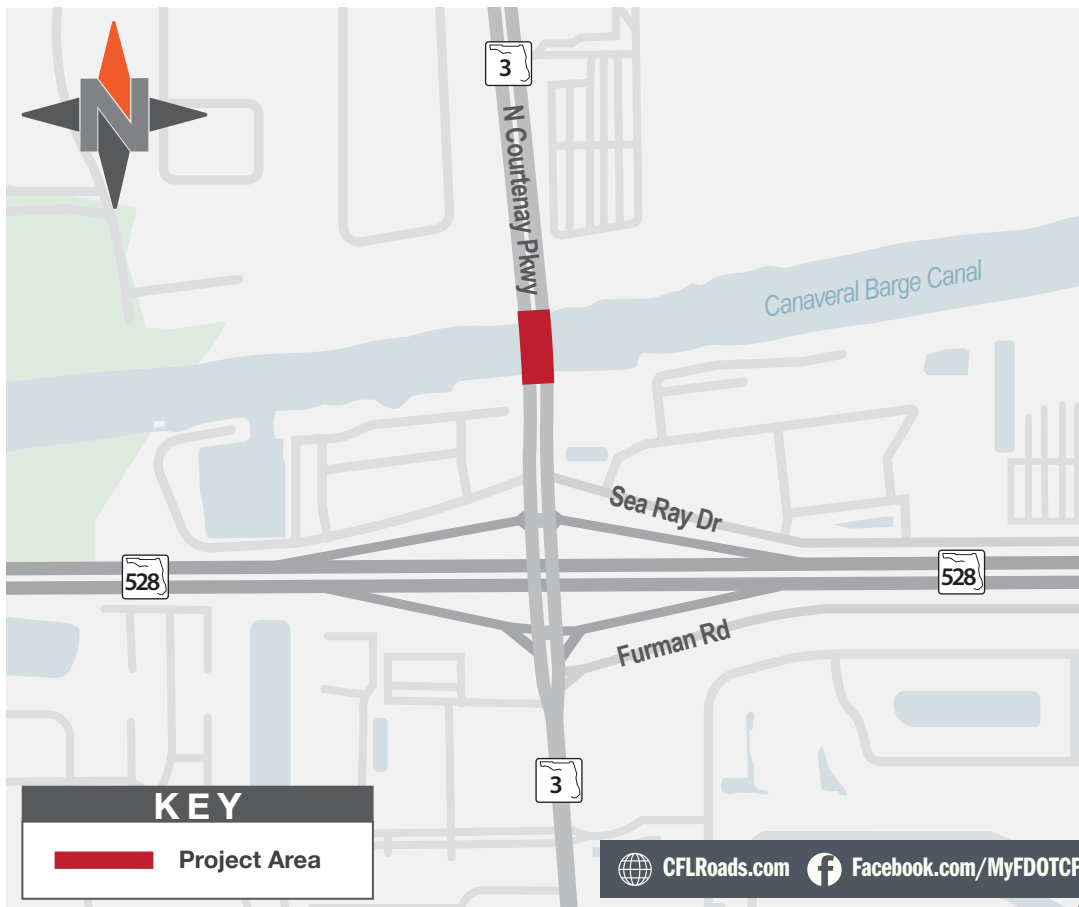 N
3
N Courtenay Pkwy
Canaveral Barge Canal
Sea Ray Dr
528
528
Furman Rd
3
KEY
Project Area
CFLRoads.com Facebook.com/MyFDOTCF